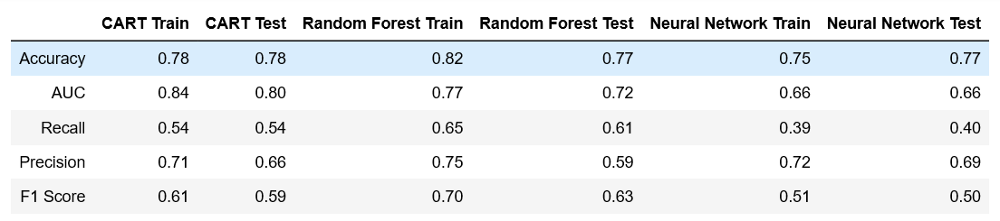 CART Train CART Test Random Forest Train Random Forest Test Neural Network Train Neural Network Test
Accuracy 0.78 0.78 0.82 0.77 0.75 0.77
AUC 0.84 0.80 0.77 0.72 0.66 0.66
Recall 0.54 0.54 0.65 0.61 0.39 0.40
Precision 0.71 0.66 0.75 0.59 0.72 0.69
F1 Score 0.61 0.59 0.70 0.63 0.51 0.50